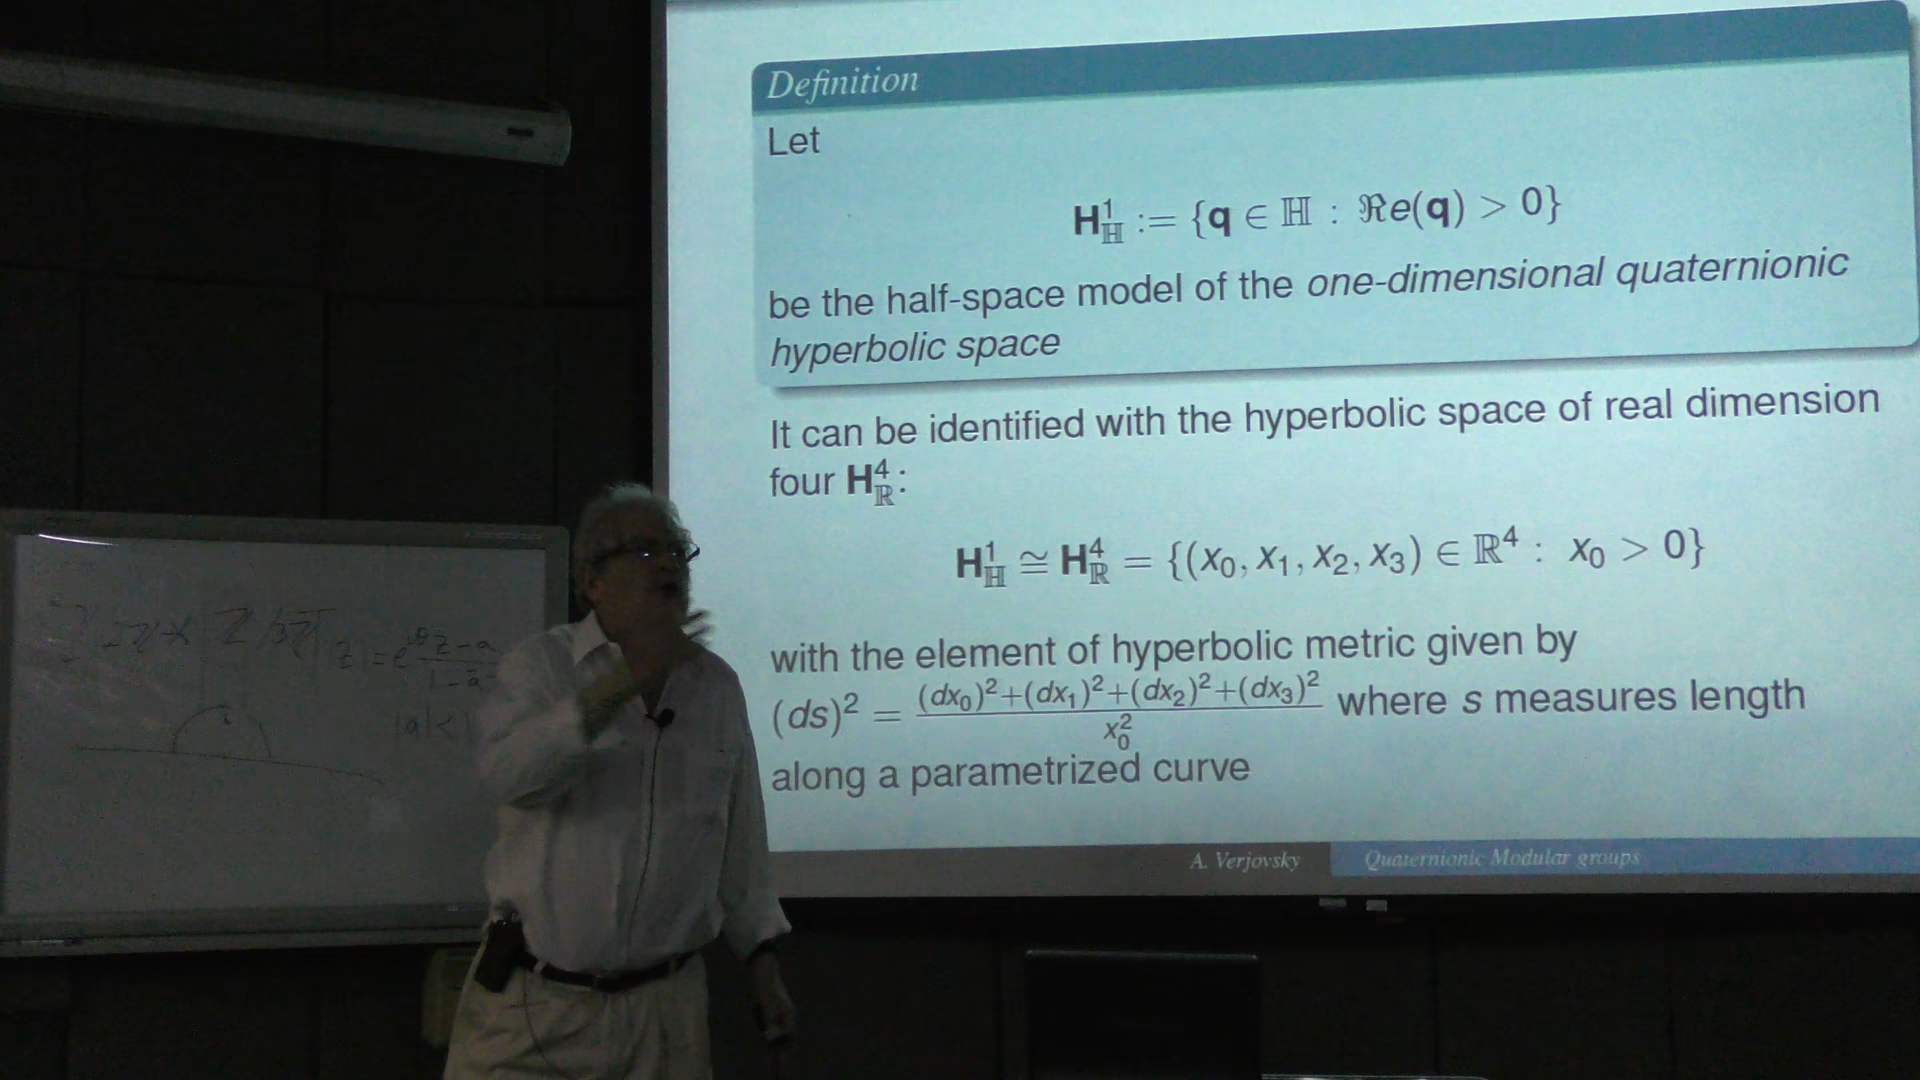 Definition
Let
𝐇¹_ℍ := {𝐪 ∈ ℍ : ℜe(𝐪) > 0}
be the half-space model of the one-dimensional quaternionic
hyperbolic space
It can be identified with the hyperbolic space of real dimension
four 𝐇⁴_ℝ:
𝐇¹_ℍ ≅ 𝐇⁴_ℝ = {(x₀, x₁, x₂, x₃) ∈ ℝ⁴ : x₀ > 0}
with the element of hyperbolic metric given by
(ds)² = \frac{(dx₀)²+(dx₁)²+(dx₂)²+(dx₃)²}{x₀²} where s measures length
along a parametrized curve
A. Verjovsky Quaternionic Modular groups
|a|<1